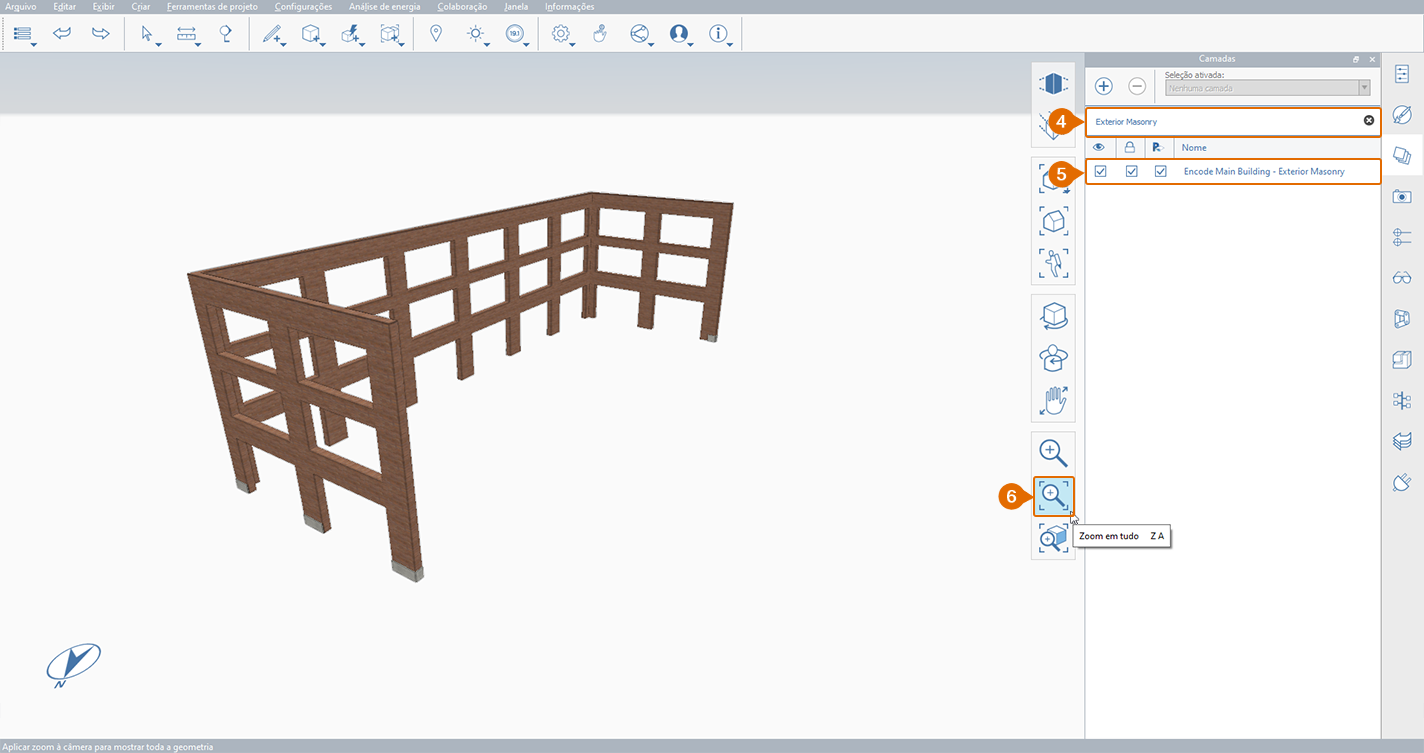 Arquivo Editar Exibir Criar Ferramentas de projeto Configurações Análise de energia Colaboração Janela Informações
19.1
Camadas
Seleção ativada:
Nenhuma camada
4
Exterior Masonry
Nome
5
Encode Main Building - Exterior Masonry
6
Zoom em tudo Z A
N
Aplicar zoom à câmera para mostrar toda a geometria